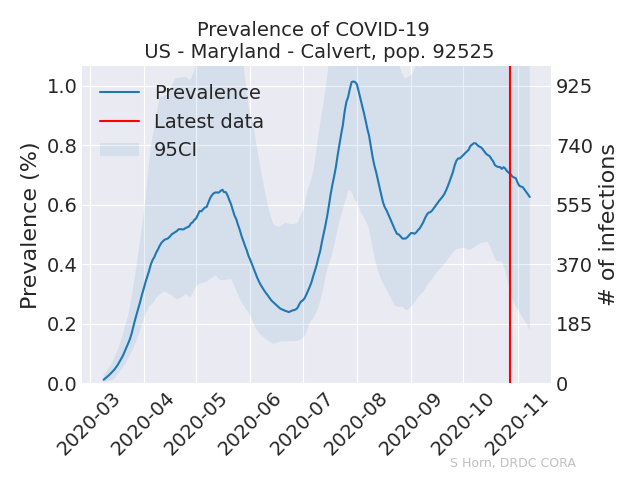 Prevalence of COVID-19
US - Maryland - Calvert, pop. 92525
Prevalence
Latest data
95CI
Prevalence (%)
1.0
0.8
0.6
0.4
0.2
0.0
# of infections
925
740
555
370
185
0
2020-03
2020-04
2020-05
2020-06
2020-07
2020-08
2020-09
2020-10
2020-11
S Horn, DRDC CORA